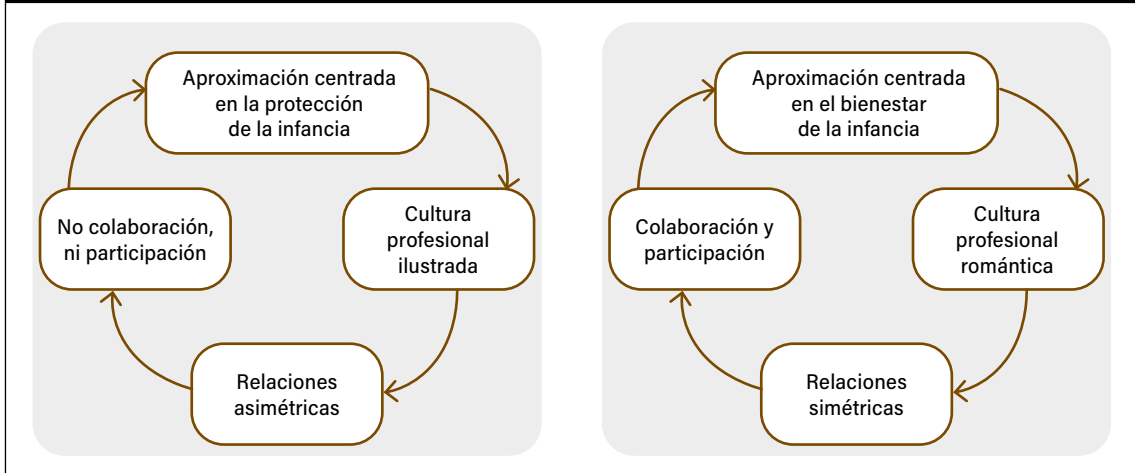 Aproximación centrada
en la protección
de la infancia
No colaboración,
ni participación
Cultura
profesional
ilustrada
Relaciones
asimétricas
Aproximación centrada
en el bienestar
de la infancia
Colaboración y
participación
Cultura
profesional
romántica
Relaciones
simétricas